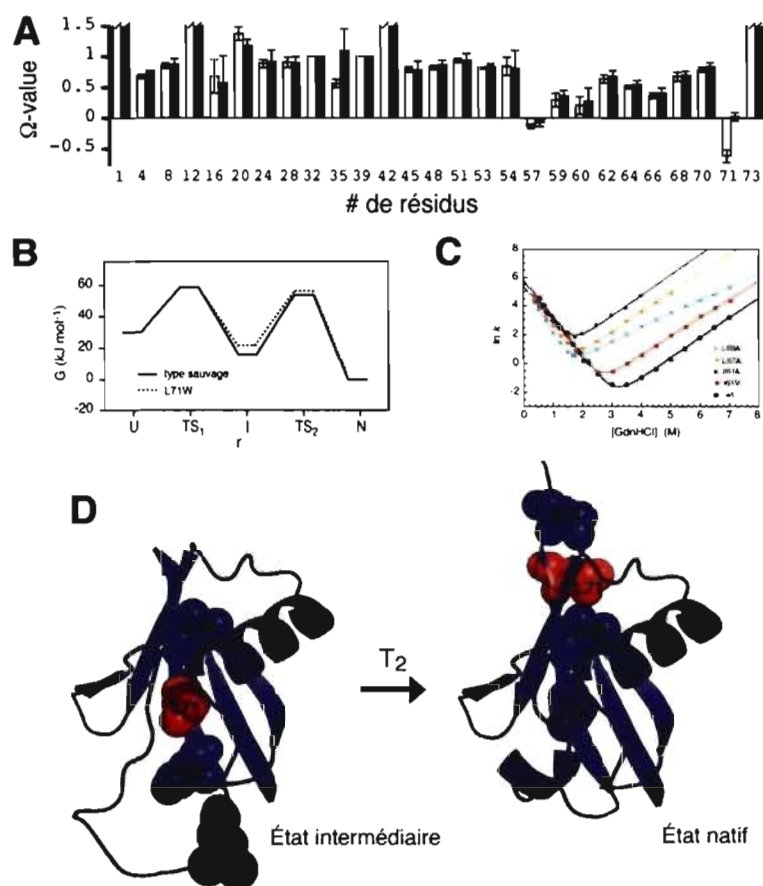 A
Ω-value
1.5
1.0
0.5
0
-0.5
1 4 8 12 16 20 24 28 32 35 39 42 45 48 51 53 54 57 59 60 62 64 66 68 70 71 73
# de résidus
B
G (kJ mol⁻¹)
60
40
20
0
-20
type sauvage
L71W
U TS₁ I TS₂ N
r
C
ln k
8
6
4
2
0
-2
0 1 2 3 4 5 6 7 8
[GdnHCl] (M)
D
T₂
État intermédiaire
État natif